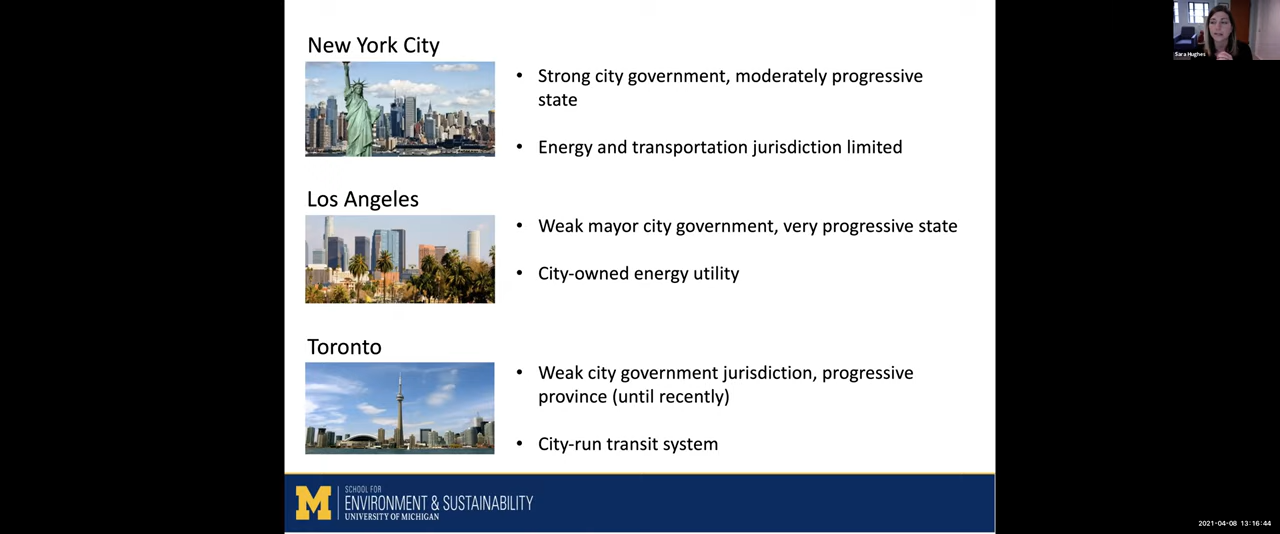 New York City
• Strong city government, moderately progressive
state
• Energy and transportation jurisdiction limited
Los Angeles
• Weak mayor city government, very progressive state
• City-owned energy utility
Toronto
• Weak city government jurisdiction, progressive
province (until recently)
• City-run transit system
M
SCHOOL FOR
ENVIRONMENT & SUSTAINABILITY
UNIVERSITY OF MICHIGAN
Sara Hughes
2021-04-08 13:16:44